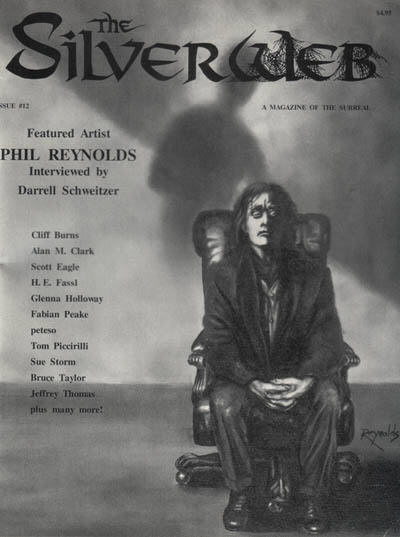 $4.95
The
SILVER WEB
ISSUE #12
A MAGAZINE OF THE SURREAL
Featured Artist
PHIL REYNOLDS
Interviewed by
Darrell Schweitzer
Cliff Burns
Alan M. Clark
Scott Eagle
H. E. Fassl
Glenna Holloway
Fabian Peake
peteso
Tom Piccirilli
Sue Storm
Bruce Taylor
Jeffrey Thomas
plus many more!
Reynolds